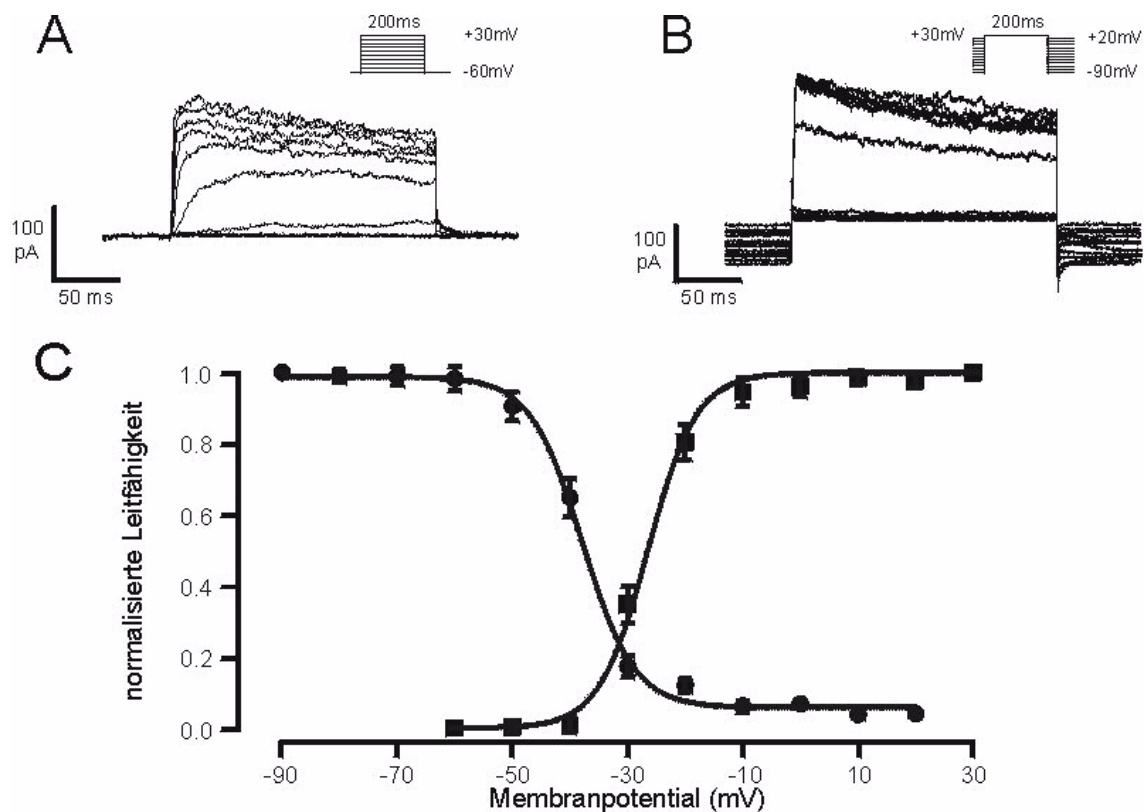 A
200ms
+30mV
-60mV
100
pA
50 ms
B
200ms
+30mV
+20mV
-90mV
100
pA
50 ms
C
normalisierte Leitfähigkeit
1.0
0.8
0.6
0.4
0.2
0.0
-90 -70 -50 -30 -10 10 30
Membranpotential (mV)